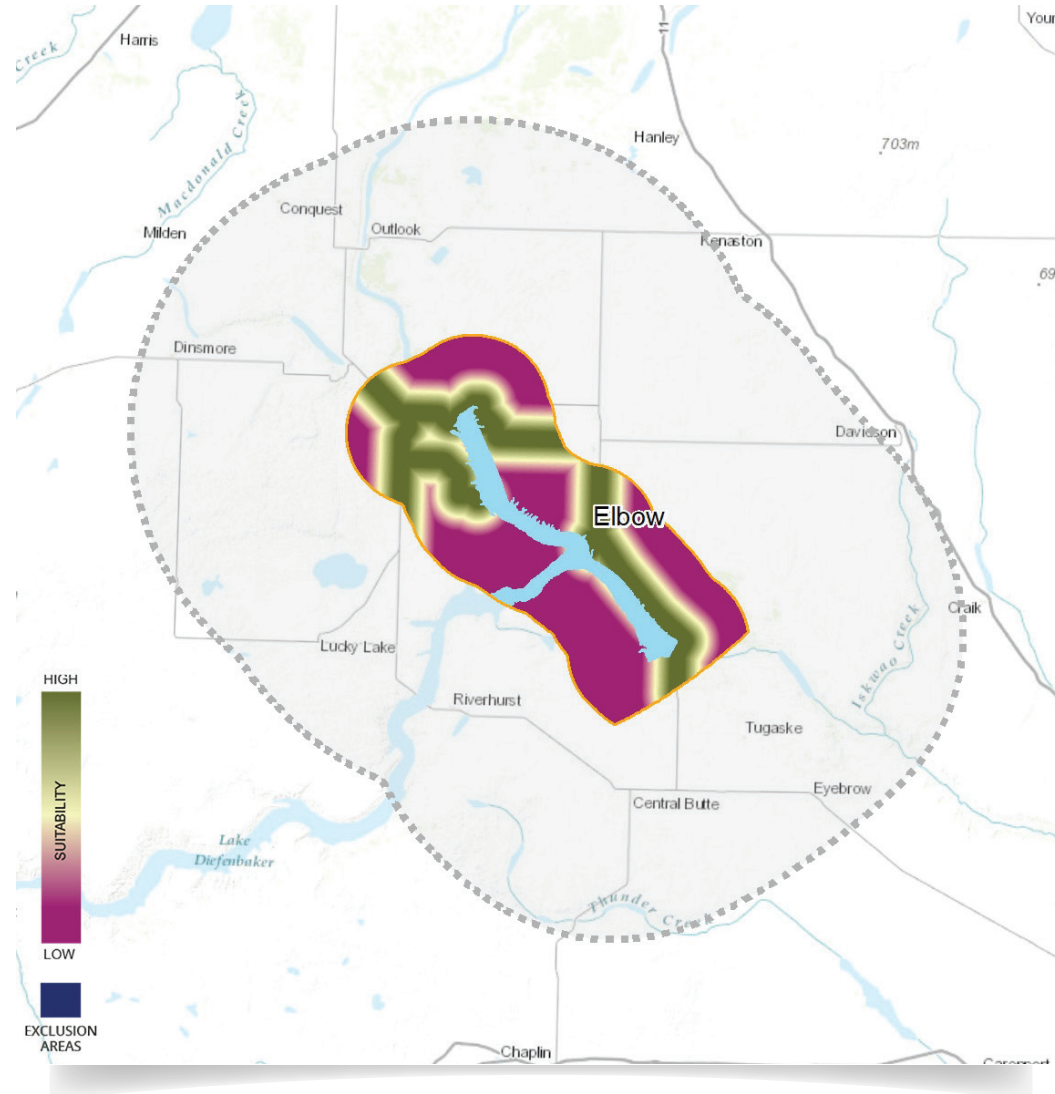 Harris
Creek
Your
11
Macdonald Creek
Hanley
703m
Conquest
Outlook
Milden
Kenaston
69
Dinsmore
Davidson
Elbow
Craik
Iskwao Creek
Lucky Lake
HIGH
Riverhurst
Tugaske
SUITABILITY
Eyebrow
Central Butte
Lake
Diefenbaker
Thunder Creek
LOW
EXCLUSION
AREAS
Chaplin